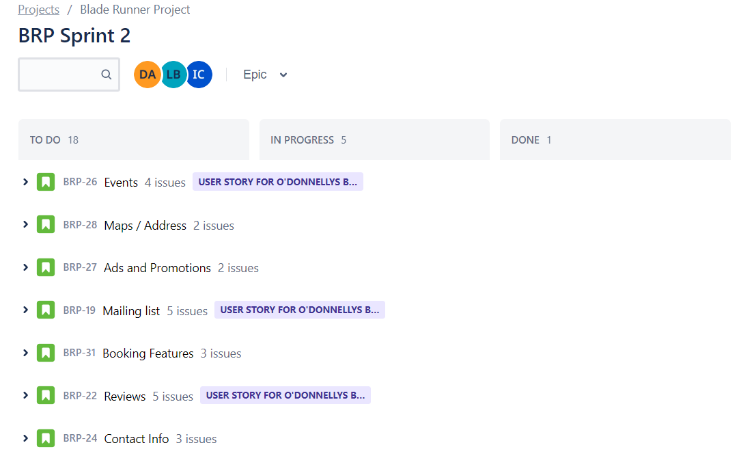 Projects / Blade Runner Project
BRP Sprint 2
DA LB IC Epic
TO DO 18 IN PROGRESS 5 DONE 1
BRP-26 Events 4 issues USER STORY FOR O'DONNELLYS B...
BRP-28 Maps / Address 2 issues
BRP-27 Ads and Promotions 2 issues
BRP-19 Mailing list 5 issues USER STORY FOR O'DONNELLYS B...
BRP-31 Booking Features 3 issues
BRP-22 Reviews 5 issues USER STORY FOR O'DONNELLYS B...
BRP-24 Contact Info 3 issues